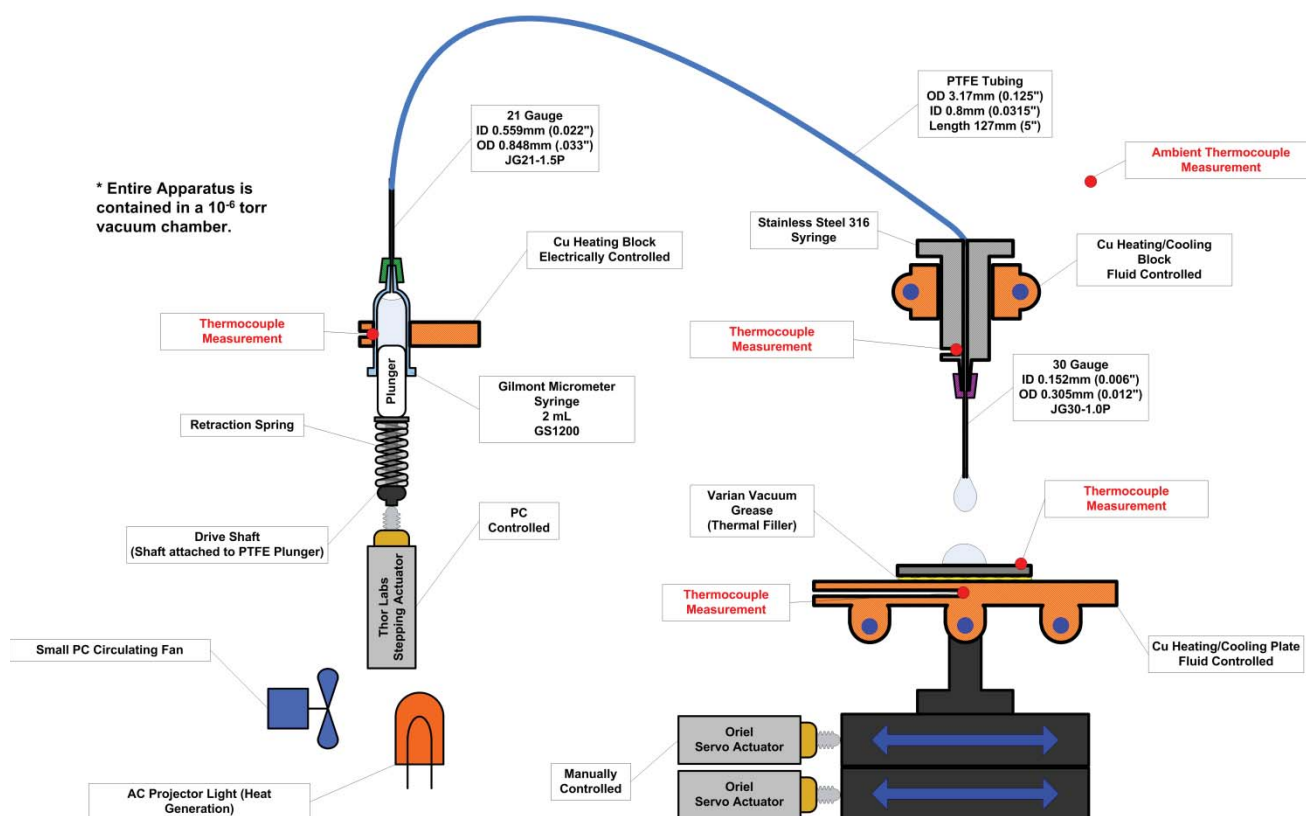 PTFE Tubing
OD 3.17mm (0.125")
ID 0.8mm (0.0315")
Length 127mm (5")
21 Gauge
ID 0.559mm (0.022")
OD 0.848mm (.033")
JG21-1.5P
Ambient Thermocouple
Measurement
* Entire Apparatus is
contained in a 10⁻⁶ torr
vacuum chamber.
Stainless Steel 316
Syringe
Cu Heating Block
Electrically Controlled
Cu Heating/Cooling
Block
Fluid Controlled
Thermocouple
Measurement
Thermocouple
Measurement
Plunger
30 Gauge
ID 0.152mm (0.006")
OD 0.305mm (0.012")
JG30-1.0P
Gilmont Micrometer
Syringe
2 mL
GS1200
Retraction Spring
Varian Vacuum
Grease
(Thermal Filler)
Thermocouple
Measurement
PC
Controlled
Drive Shaft
(Shaft attached to PTFE Plunger)
Thor Labs
Stepping Actuator
Thermocouple
Measurement
Small PC Circulating Fan
Cu Heating/Cooling Plate
Fluid Controlled
Oriel
Servo Actuator
Manually
Controlled
Oriel
Servo Actuator
AC Projector Light (Heat
Generation)